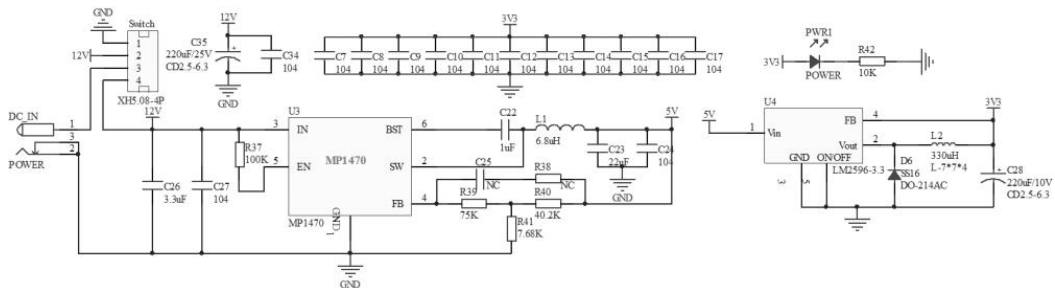 Switch
GND
12V
1
2
3
4
XH5.08-4P
12V
C35
220uF/25V
CD2.5-6.3
C34
104
GND
3V3
C7
104
C8
104
C9
104
C10
104
C11
104
C12
104
C13
104
C14
104
C15
104
C16
104
C17
104
GND
PWR1
3V3
POWER
R42
10K
DC_IN
1
3
2
POWER
12V
C26
3.3uF
C27
104
R37
100K
U3
3
IN
5
EN
MP1470
BST
6
SW
2
FB
4
GND
1
MP1470
GND
C22
1uF
L1
6.8uH
C25
NC
R38
NC
R39
75K
R40
40.2K
R41
7.68K
C23
22uF
C24
104
GND
5V
U4
5V
1
Vin
FB
4
Vout
2
GND
ON/OFF
3
5
LM2596-3.3
D6
SS16
DO-214AC
L2
330uH
L-7*7*4
3V3
C28
220uF/10V
CD2.5-6.3